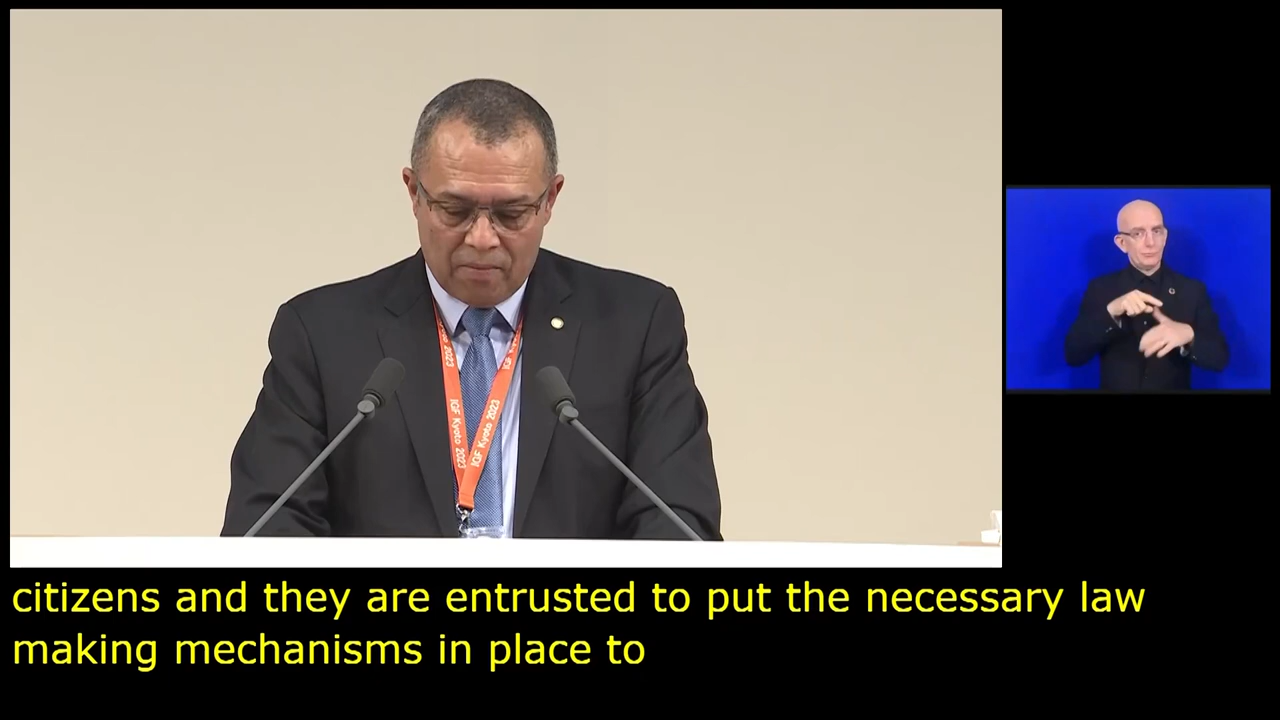 IGF Kyoto 2023
IGF Kyoto 2023
citizens and they are entrusted to put the necessary law
making mechanisms in place to